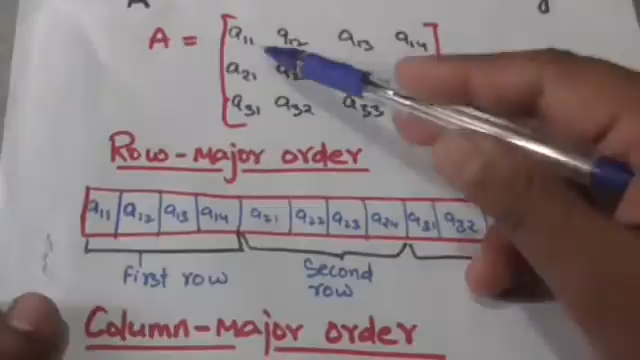 A = a11 a12 a13 a14
a21
a31 a32 a33
Row-Major order
a11 a12 a13 a14 a21 a22 a23 a24 a31 a32
First row Second row
Column-Major order